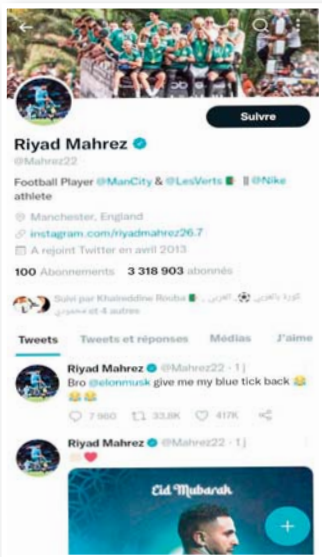 Suivre
Riyad Mahrez
@Mahrez22
Football Player @ManCity & @LesVerts 🇩🇿 || @Nike
athlete
Manchester, England
instagram.com/riyadmahrez26.7
A rejoint Twitter en avril 2013
100 Abonnements 3 318 903 abonnés
Suivi par Khaireddine Rouba
et 4 autres
Tweets Tweets et réponses Médias J'aime
Riyad Mahrez @Mahrez22 · 1 j
Bro @elonmusk give me my blue tick back 😂
😂 😂
7 960 33,8K 417K
Riyad Mahrez @Mahrez22 · 1 j
🤲🏻❤️
Eid Mubarak